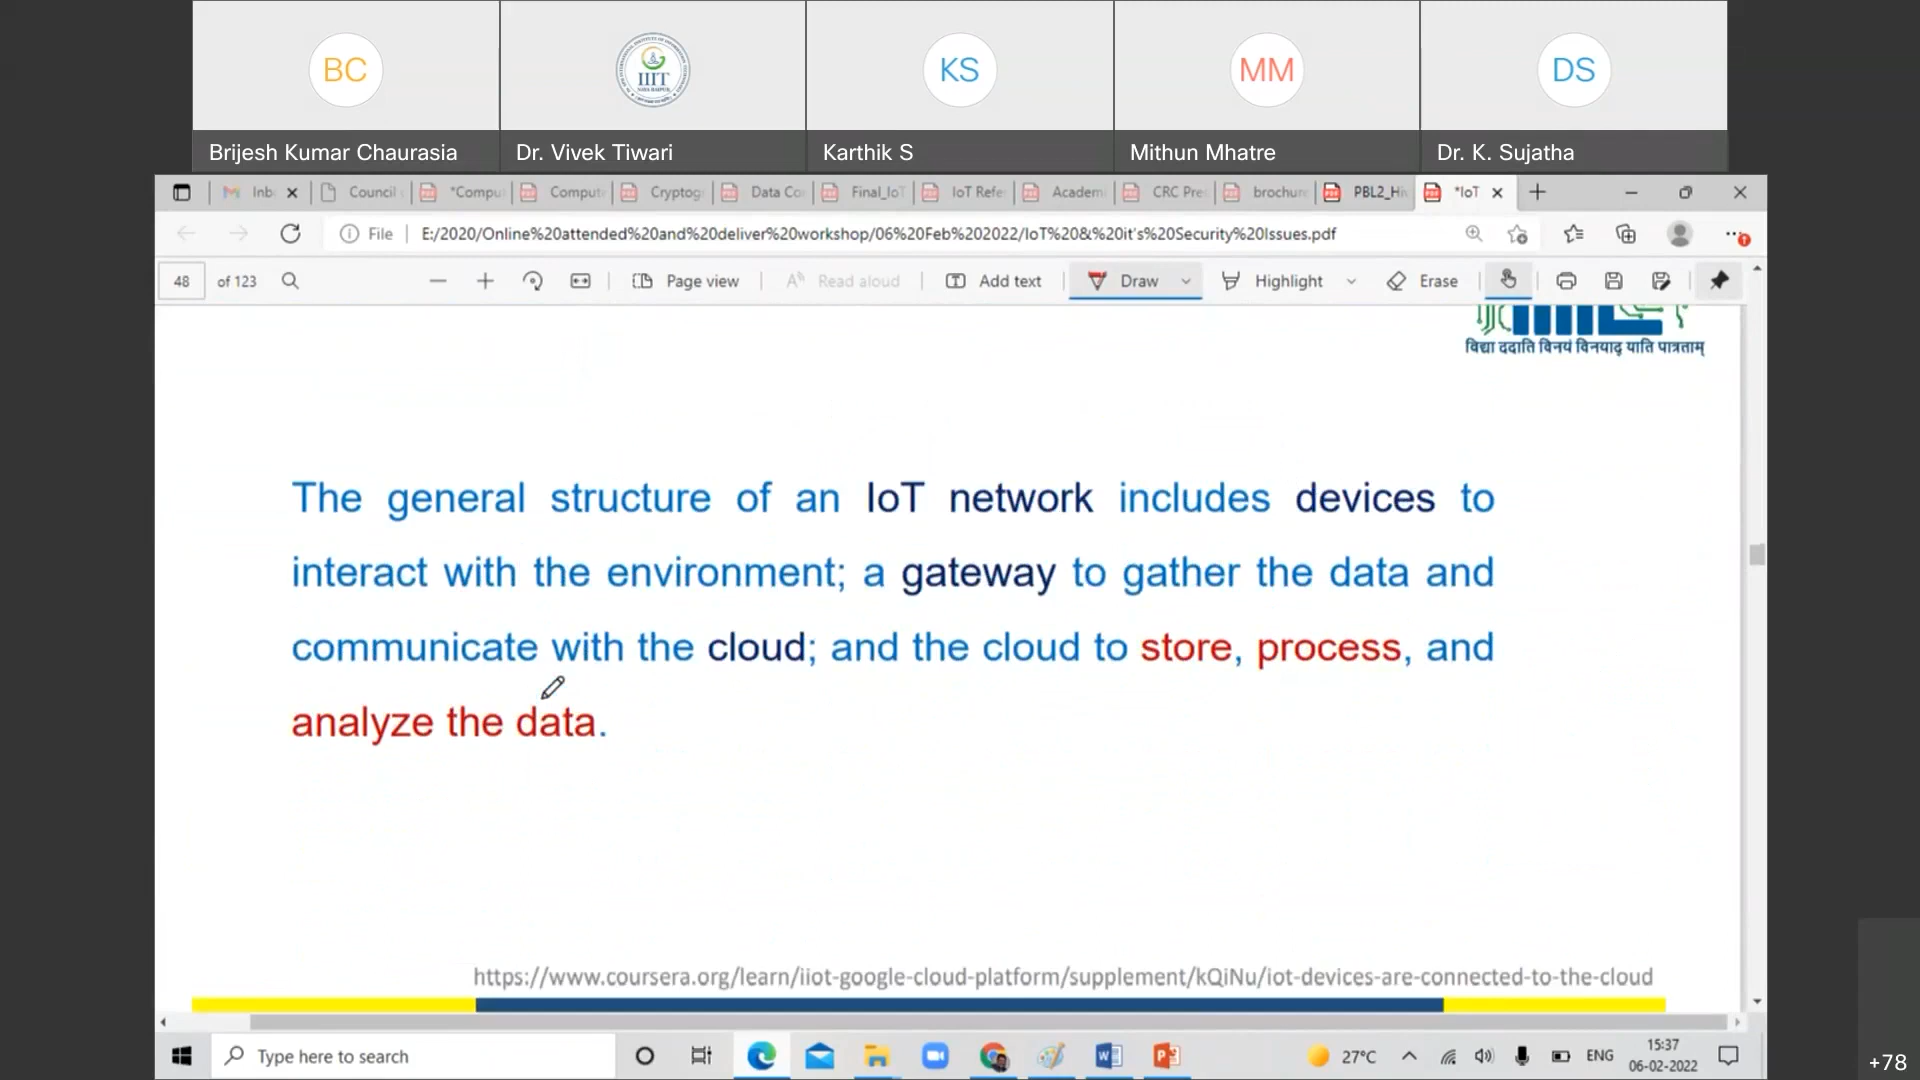 BC
IIIT
KS
MM
DS
Brijesh Kumar Chaurasia
Dr. Vivek Tiwari
Karthik S
Mithun Mhatre
Dr. K. Sujatha
Inb
Council
*Compu
Comput
Cryptog
Data Co
Final_IoT
IoT Refe
Academi
CRC Pre
brochur
PBL2_Hi
*IoT
File
E:/2020/Online%20attended%20and%20deliver%20workshop/06%20Feb%202022/IoT%20&%20it's%20Security%20Issues.pdf
48 of 123
Page view
Read aloud
Add text
Draw
Highlight
Erase
विद्या ददाति विनयं विनयाद् याति पात्रताम्
The general structure of an IoT network includes devices to
interact with the environment; a gateway to gather the data and
communicate with the cloud; and the cloud to store, process, and
analyze the data.
https://www.coursera.org/learn/iiot-google-cloud-platform/supplement/kQiNu/iot-devices-are-connected-to-the-cloud
Type here to search
27°C
ENG
15:37
06-02-2022
+78